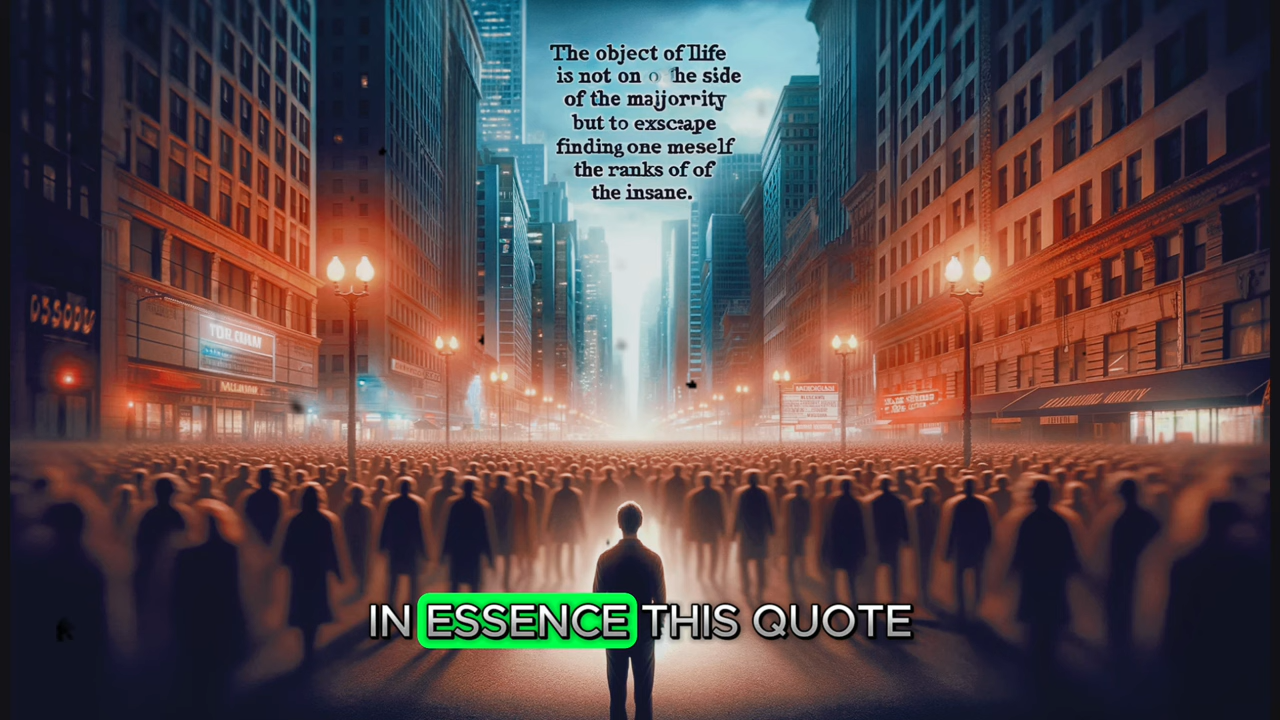 The object of llife
is not on o he side
of the majjorrity
but to exscape
finding one meself
the ranks of of
the insane.
IN ESSENCE THIS QUOTE